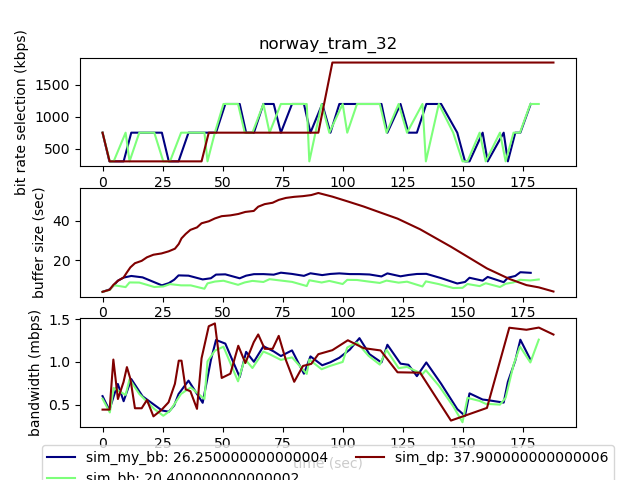 norway_tram_32
bit rate selection (kbps)
1500
1000
500
0 25 50 75 100 125 150 175
buffer size (sec)
40
20
0 25 50 75 100 125 150 175
bandwidth (mbps)
1.5
1.0
0.5
0 25 50 75 100 125 150 175
time (sec)
sim_my_bb: 26.250000000000004
sim_dp: 37.90000000000006
sim_bb: 20.400000000000002